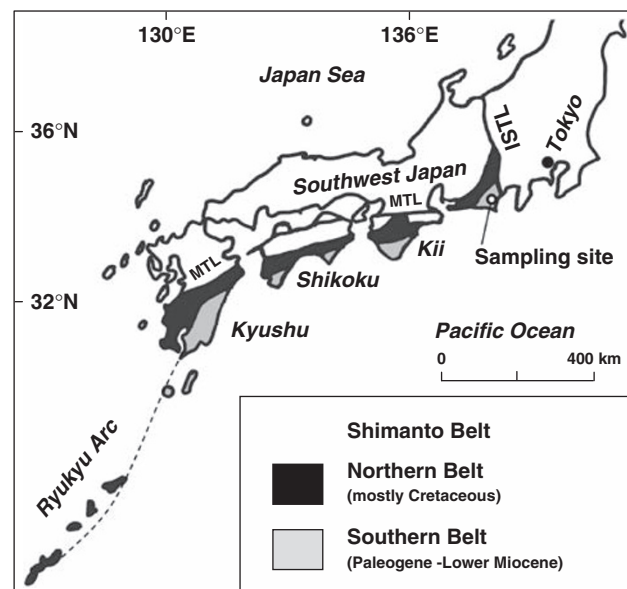 130°E
136°E
Japan Sea
36°N
ISTL
Tokyo
Southwest Japan
MTL
Kii
Sampling site
MTL
Shikoku
32°N
Kyushu
Pacific Ocean
0
400 km
Ryukyu Arc
Shimanto Belt
Northern Belt
(mostly Cretaceous)
Southern Belt
(Paleogene -Lower Miocene)